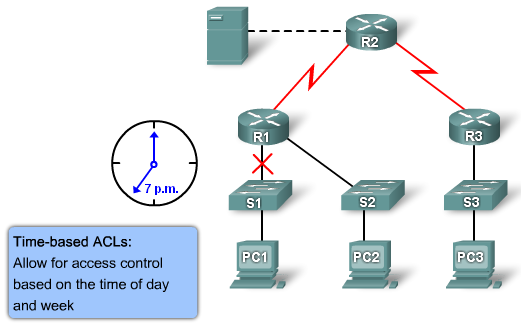 R2
R1
R3
7 p.m.
S1
S2
S3
Time-based ACLs:
Allow for access control
based on the time of day
and week
PC1
PC2
PC3